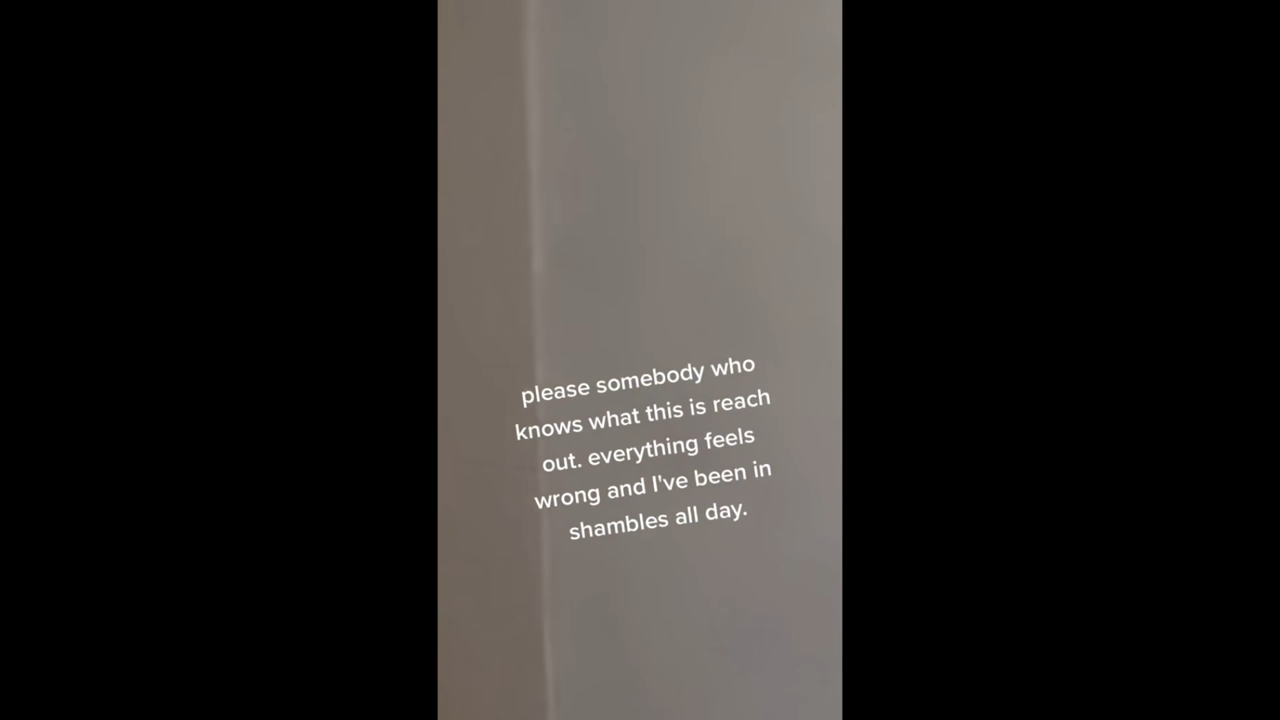 please somebody who
knows what this is reach
out. everything feels
wrong and I've been in
shambles all day.